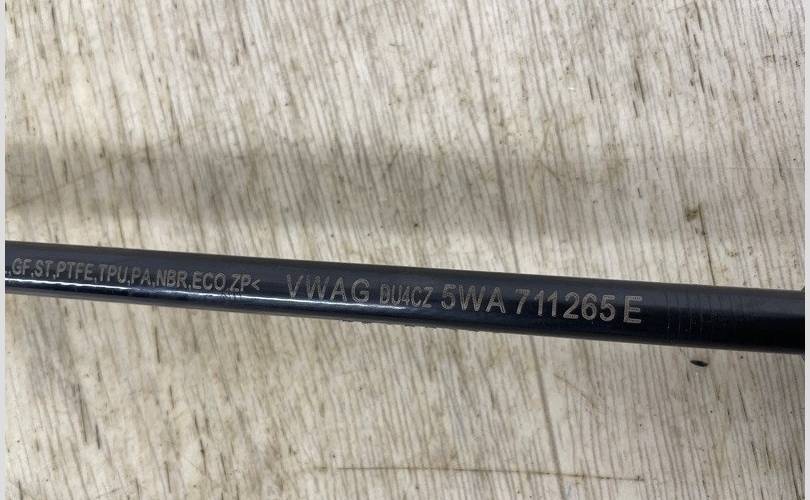 ,GF,ST,PTFE,TPU,PA,NBR,ECO,ZP< VWAG DU4CZ 5WA 711265 E